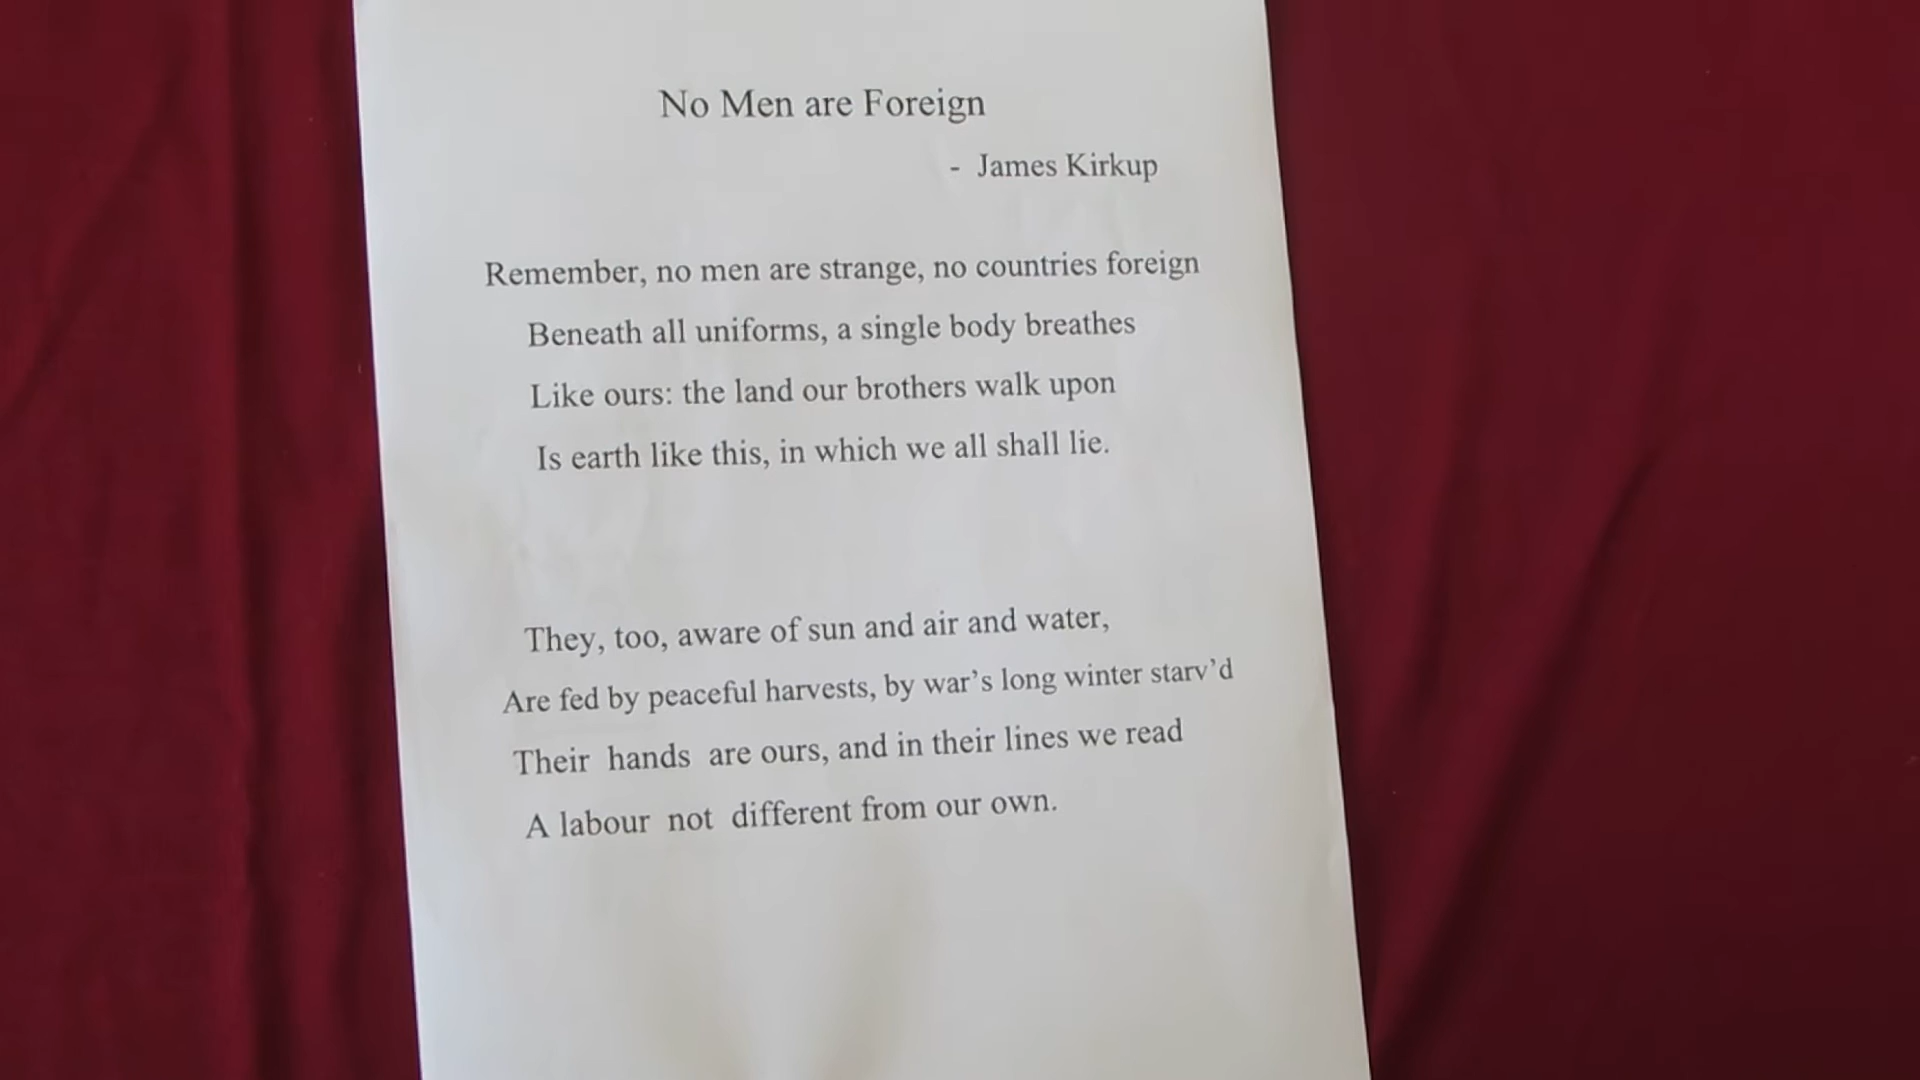 No Men are Foreign
- James Kirkup
Remember, no men are strange, no countries foreign
Beneath all uniforms, a single body breathes
Like ours: the land our brothers walk upon
Is earth like this, in which we all shall lie.
They, too, aware of sun and air and water,
Are fed by peaceful harvests, by war’s long winter starv’d
Their hands are ours, and in their lines we read
A labour not different from our own.